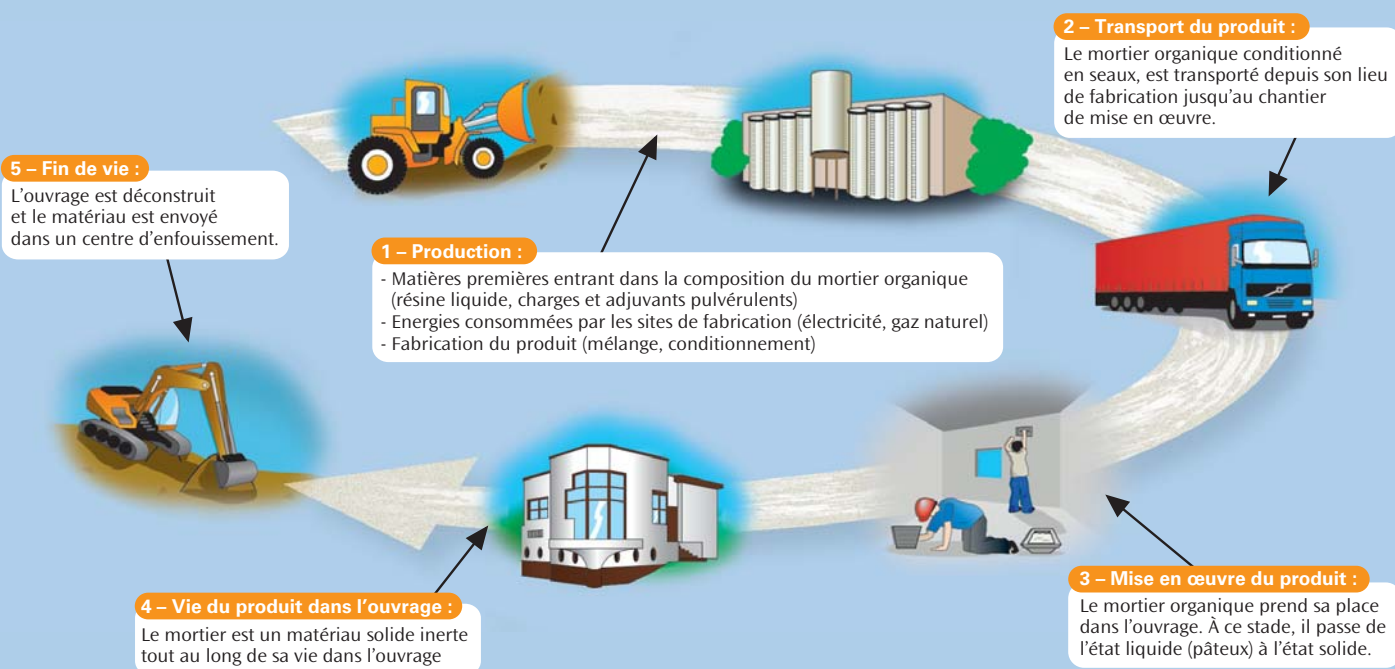 1 – Production :
- Matières premières entrant dans la composition du mortier organique
(résine liquide, charges et adjuvants pulvérulents)
- Energies consommées par les sites de fabrication (électricité, gaz naturel)
- Fabrication du produit (mélange, conditionnement)
2 – Transport du produit :
Le mortier organique conditionné
en seaux, est transporté depuis son lieu
de fabrication jusqu'au chantier
de mise en œuvre.
3 – Mise en œuvre du produit :
Le mortier organique prend sa place
dans l'ouvrage. À ce stade, il passe de
l'état liquide (pâteux) à l'état solide.
4 – Vie du produit dans l'ouvrage :
Le mortier est un matériau solide inerte
tout au long de sa vie dans l'ouvrage
5 – Fin de vie :
L'ouvrage est déconstruit
et le matériau est envoyé
dans un centre d'enfouissement.